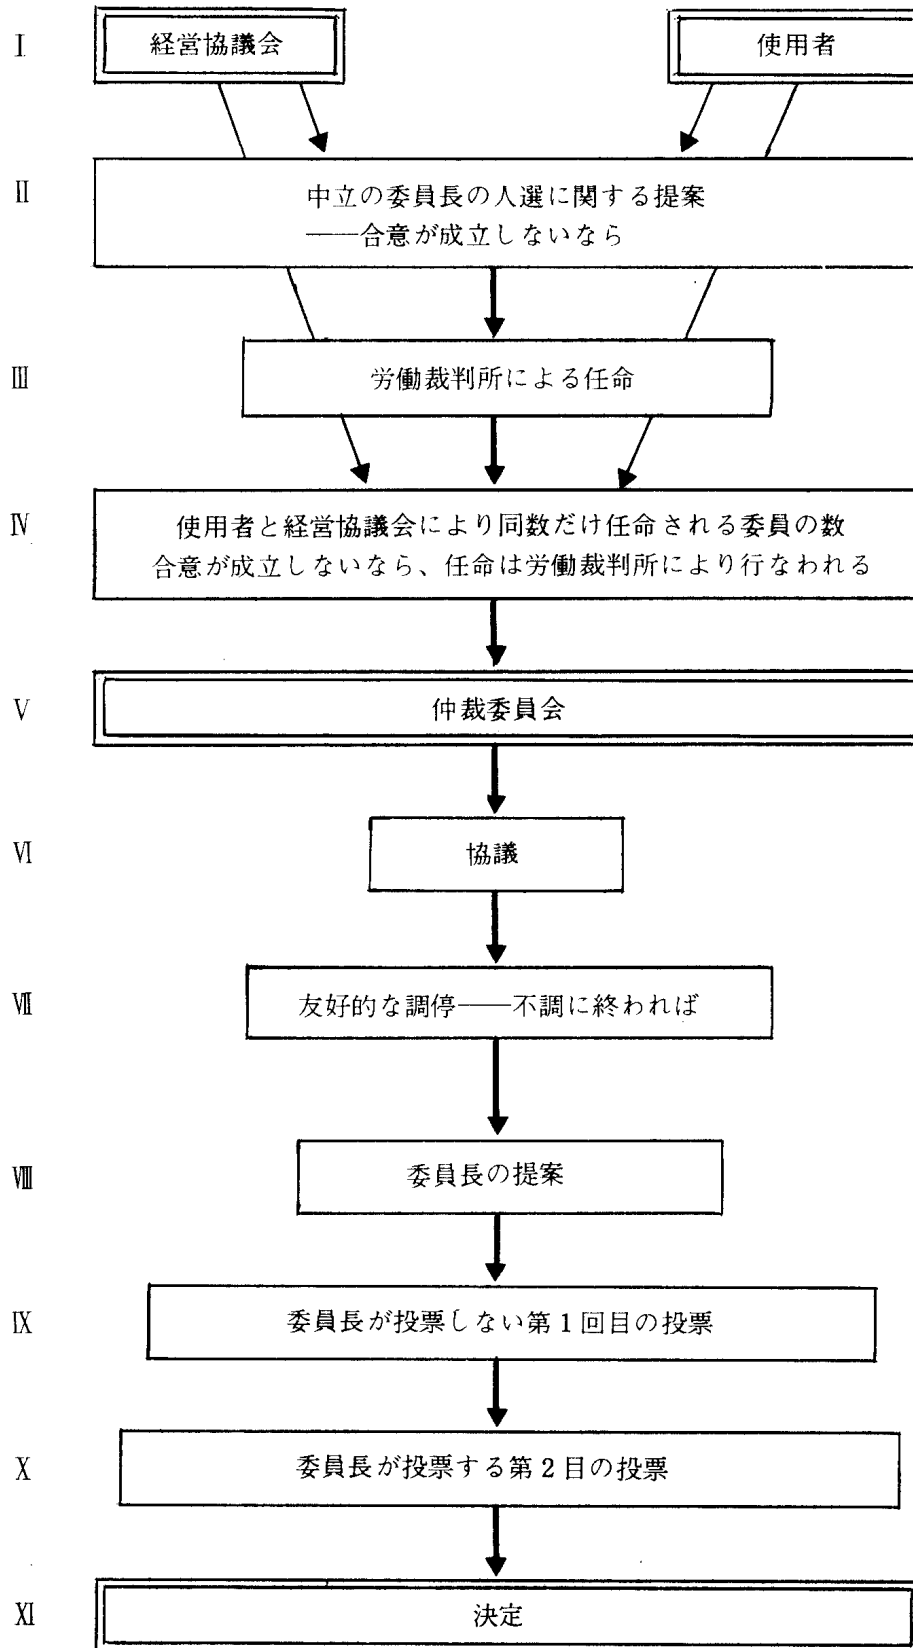 Ⅰ 経営協議会 使用者
Ⅱ 中立の委員長の人選に関する提案
――合意が成立しないなら
Ⅲ 労働裁判所による任命
Ⅳ 使用者と経営協議会により同数だけ任命される委員の数
合意が成立しないなら、任命は労働裁判所により行なわれる
Ⅴ 仲裁委員会
Ⅵ 協議
Ⅶ 友好的な調停――不調に終われば
Ⅷ 委員長の提案
Ⅸ 委員長が投票しない第1回目の投票
Ⅹ 委員長が投票する第2目の投票
Ⅺ 決定